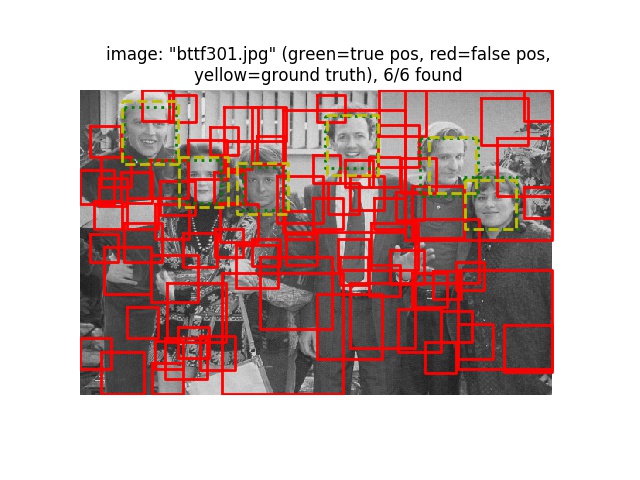 image: "bttf301.jpg" (green=true pos, red=false pos,
yellow=ground truth), 6/6 found